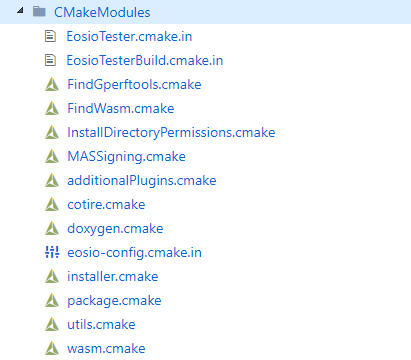 CMakeModules
EosioTester.cmake.in
EosioTesterBuild.cmake.in
FindGperftools.cmake
FindWasm.cmake
InstallDirectoryPermissions.cmake
MASSigning.cmake
additionalPlugins.cmake
cotire.cmake
doxygen.cmake
eosio-config.cmake.in
installer.cmake
package.cmake
utils.cmake
wasm.cmake